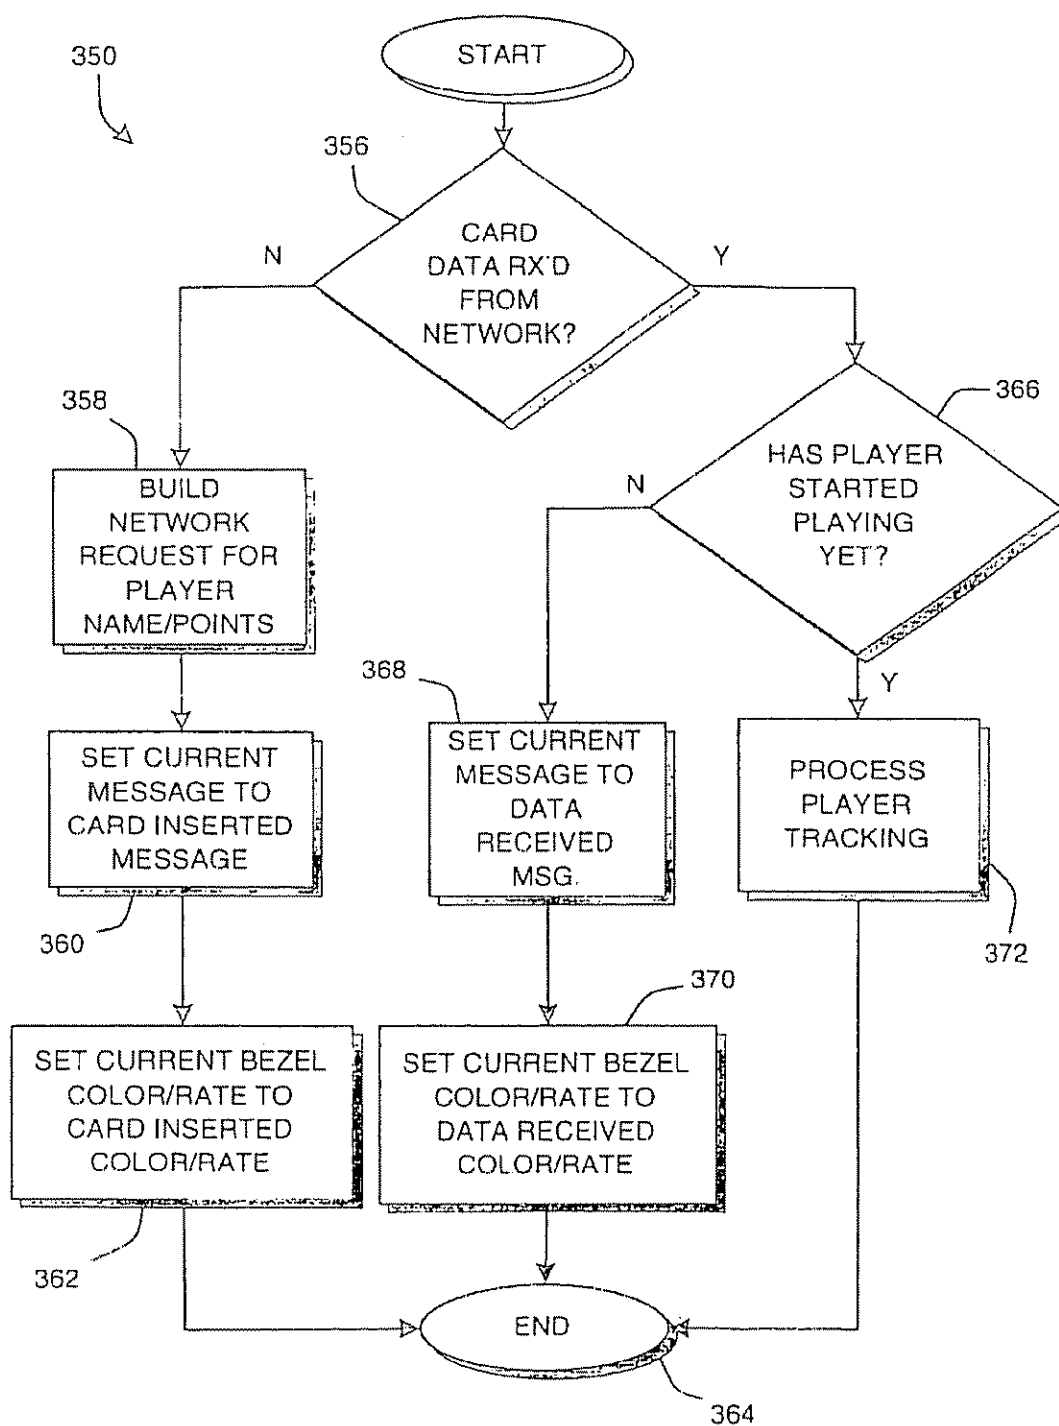 350
START
356
CARD
DATA RX'D
FROM
NETWORK?
N
Y
358
BUILD
NETWORK
REQUEST FOR
PLAYER
NAME/POINTS
366
HAS PLAYER
STARTED
PLAYING
YET?
N
Y
SET CURRENT
MESSAGE TO
CARD INSERTED
MESSAGE
360
368
SET CURRENT
MESSAGE TO
DATA
RECEIVED
MSG.
PROCESS
PLAYER
TRACKING
372
SET CURRENT BEZEL
COLOR/RATE TO
CARD INSERTED
COLOR/RATE
362
370
SET CURRENT BEZEL
COLOR/RATE TO
DATA RECEIVED
COLOR/RATE
END
364